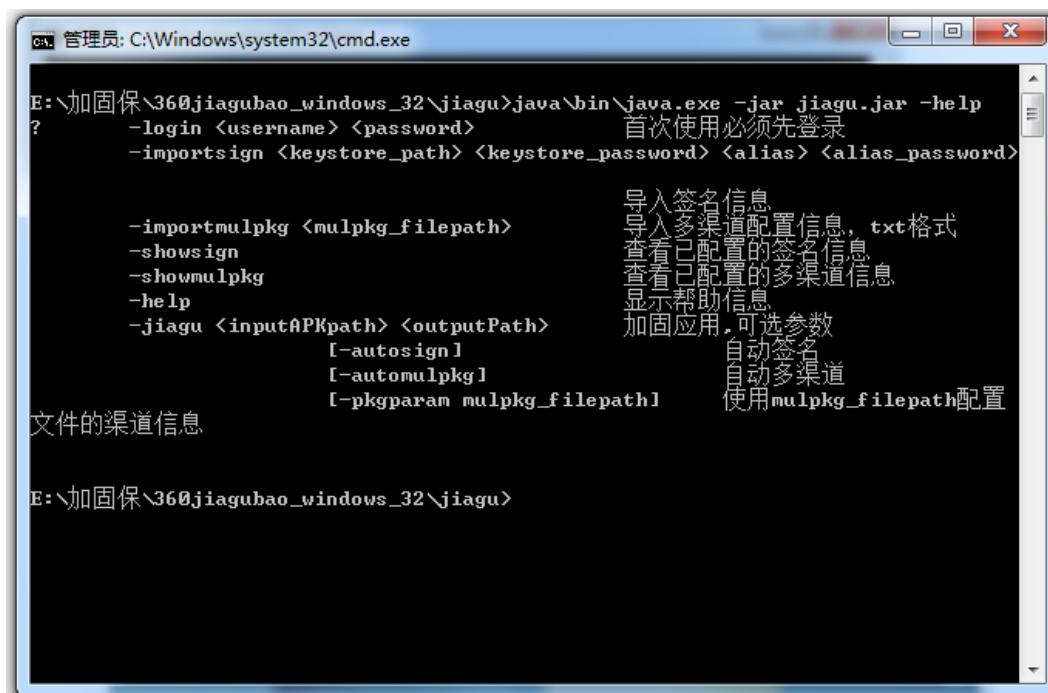 管理员: C:\Windows\system32\cmd.exe
E:\加固保\360jiagubao_windows_32\jiagu>java\bin\java.exe -jar jiagu.jar -help
? -login <username> <password> 首次使用必须先登录
-importsign <keystore_path> <keystore_password> <alias> <alias_password>
导入签名信息
-importmulpkg <mulpkg_filepath> 导入多渠道配置信息，txt格式
-showsign 查看已配置的签名信息
-showmulpkg 查看已配置的多渠道信息
-help 显示帮助信息
-jiagu <inputAPKpath> <outputPath> 加固应用,可选参数
[-autosign] 自动签名
[-automulpkg] 自动多渠道
[-pkgparam mulpkg_filepath] 使用mulpkg_filepath配置
文件的渠道信息
E:\加固保\360jiagubao_windows_32\jiagu>